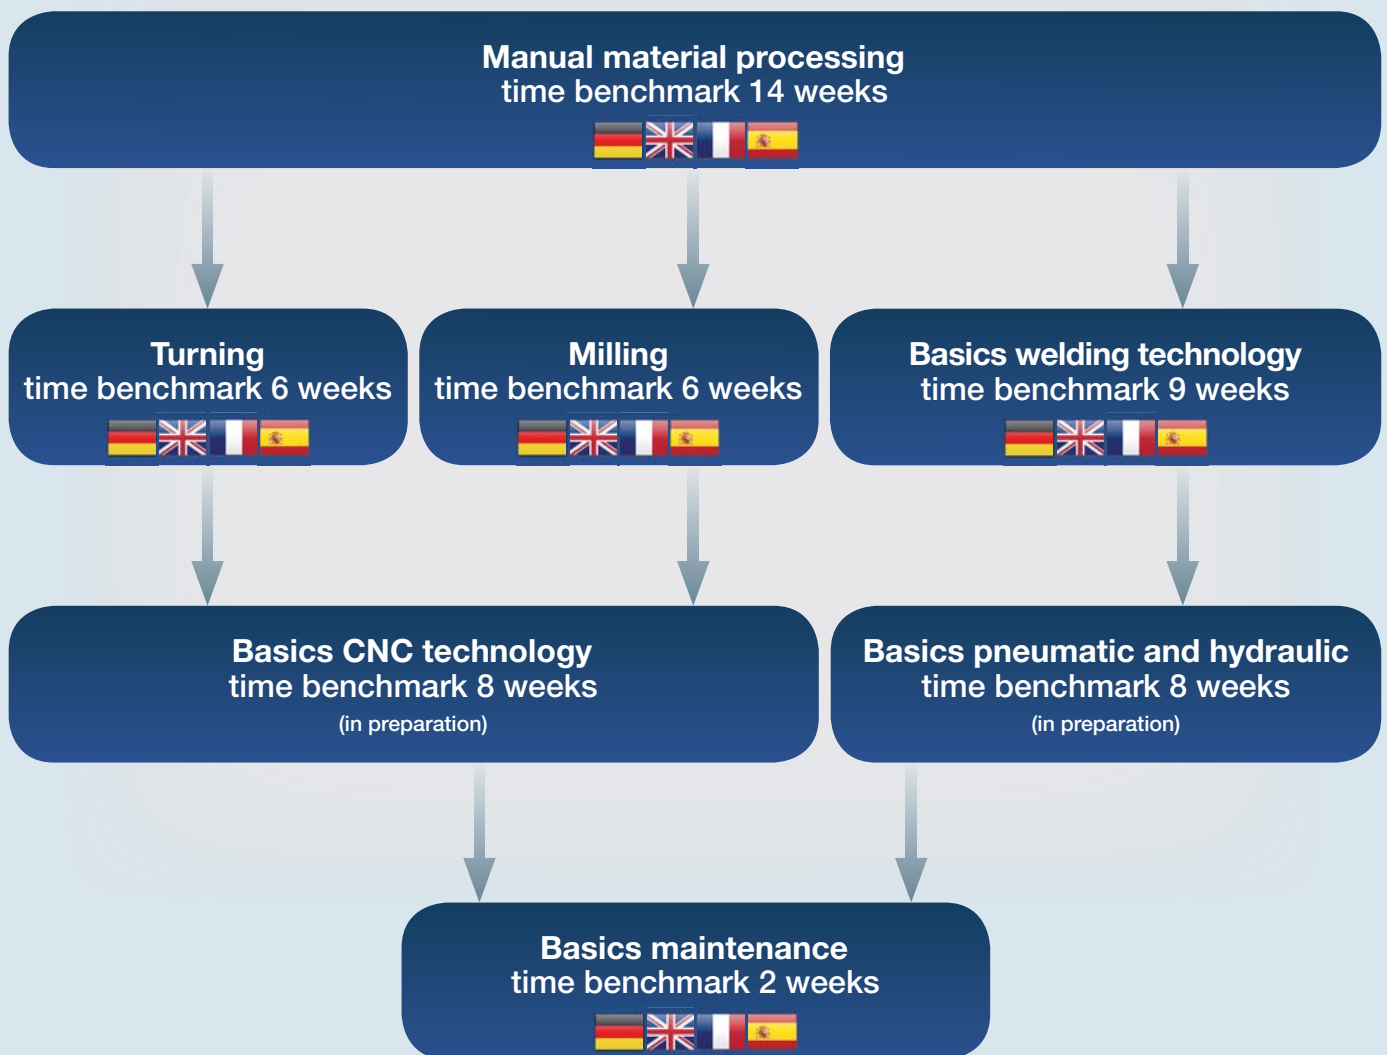 Manual material processing
time benchmark 14 weeks
Turning
time benchmark 6 weeks
Milling
time benchmark 6 weeks
Basics welding technology
time benchmark 9 weeks
Basics CNC technology
time benchmark 8 weeks
(in preparation)
Basics pneumatic and hydraulic
time benchmark 8 weeks
(in preparation)
Basics maintenance
time benchmark 2 weeks